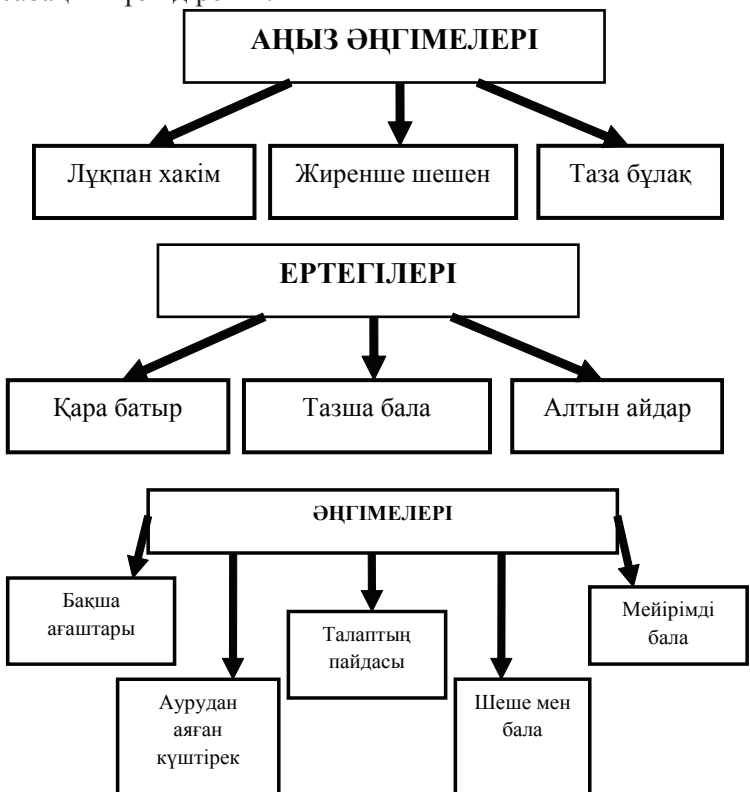 АҢЫЗ ӘҢГІМЕЛЕРІ
Лұқпан хакім
Жиренше шешен
Таза бұлақ
ЕРТЕГІЛЕРІ
Қара батыр
Тазша бала
Алтын айдар
ӘҢГІМЕЛЕРІ
Бақша
ағаштары
Аурудан
аяған
күштірек
Талаптың
пайдасы
Шеше мен
бала
Мейірімді
бала